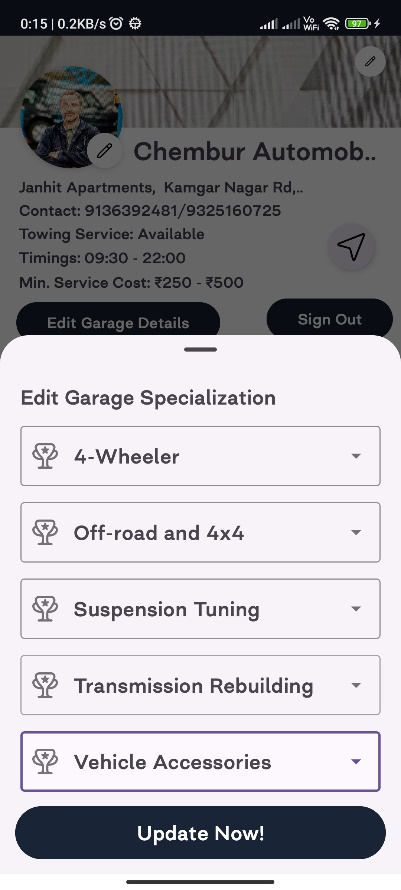 0:15 | 0.2KB/s
Vo
WiFi
97
Chembur Automob..
Janhit Apartments, Kamgar Nagar Rd,..
Contact: 9136392481/9325160725
Towing Service: Available
Timings: 09:30 - 22:00
Min. Service Cost: ₹250 - ₹500
Edit Garage Details
Sign Out
Edit Garage Specialization
4-Wheeler
Off-road and 4x4
Suspension Tuning
Transmission Rebuilding
Vehicle Accessories
Update Now!